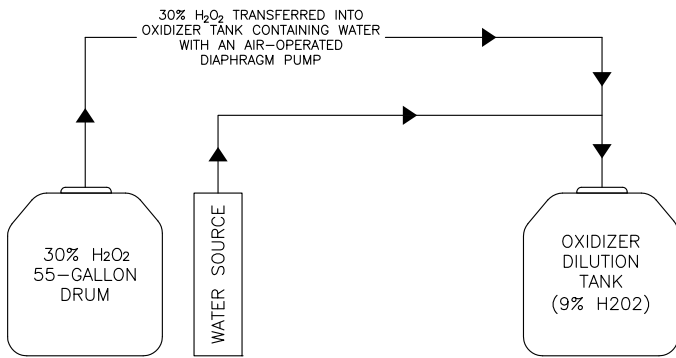 30% H₂O₂ TRANSFERRED INTO
OXIDIZER TANK CONTAINING WATER
WITH AN AIR-OPERATED
DIAPHRAGM PUMP
30% H₂O₂
55-GALLON
DRUM
WATER SOURCE
OXIDIZER
DILUTION
TANK
(9% H2O2)